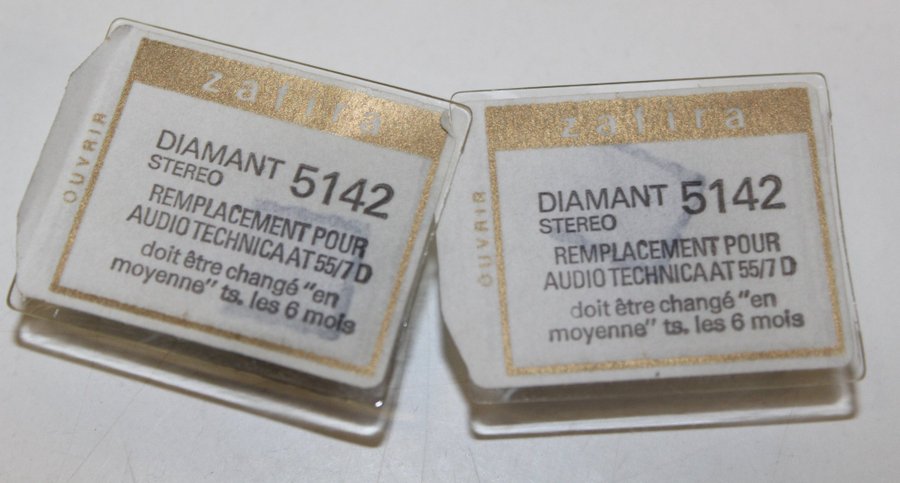 zafira
OUVRIR
DIAMANT 5142
STEREO
REMPLACEMENT POUR
AUDIO TECHNICA AT 55/7 D
doit être changé "en
moyenne" ts. les 6 mois
zafira
OUVRIR
DIAMANT 5142
STEREO
REMPLACEMENT POUR
AUDIO TECHNICA AT 55/7 D
doit être changé "en
moyenne" ts. les 6 mois